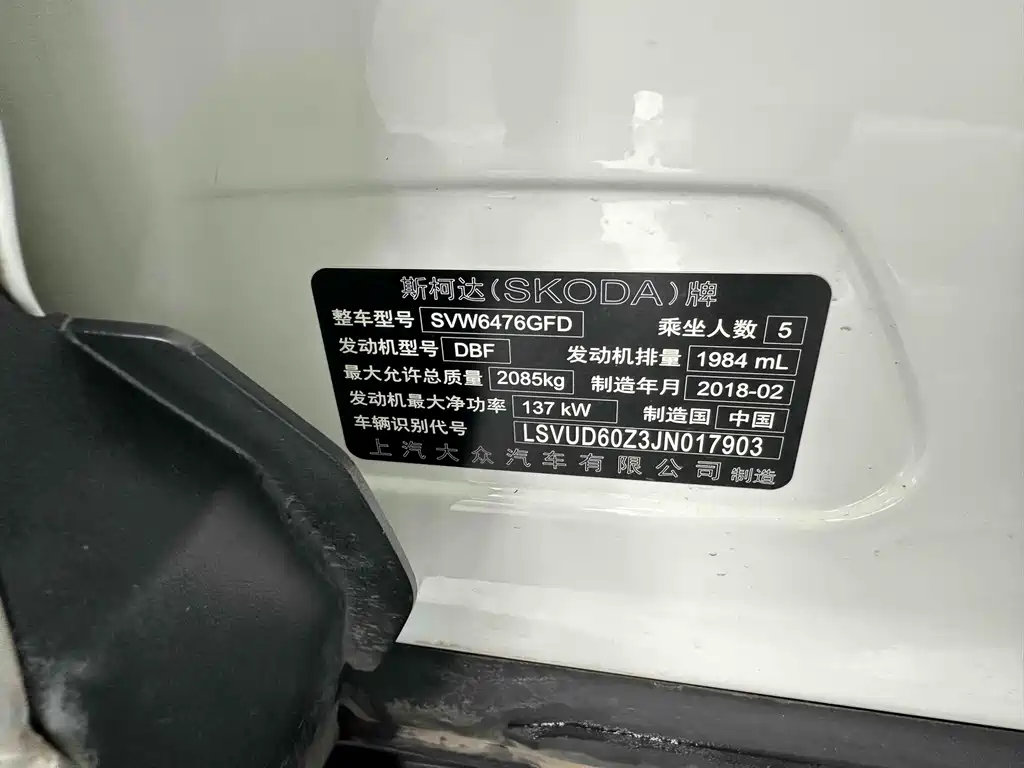 斯柯达(SKODA)牌
整车型号 SVW6476GFD 乘坐人数 5
发动机型号 DBF 发动机排量 1984 mL
最大允许总质量 2085kg 制造年月 2018-02
发动机最大净功率 137 kW 制造国 中国
车辆识别代号 LSVUD60Z3JN017903
上汽大众汽车有限公司 制造